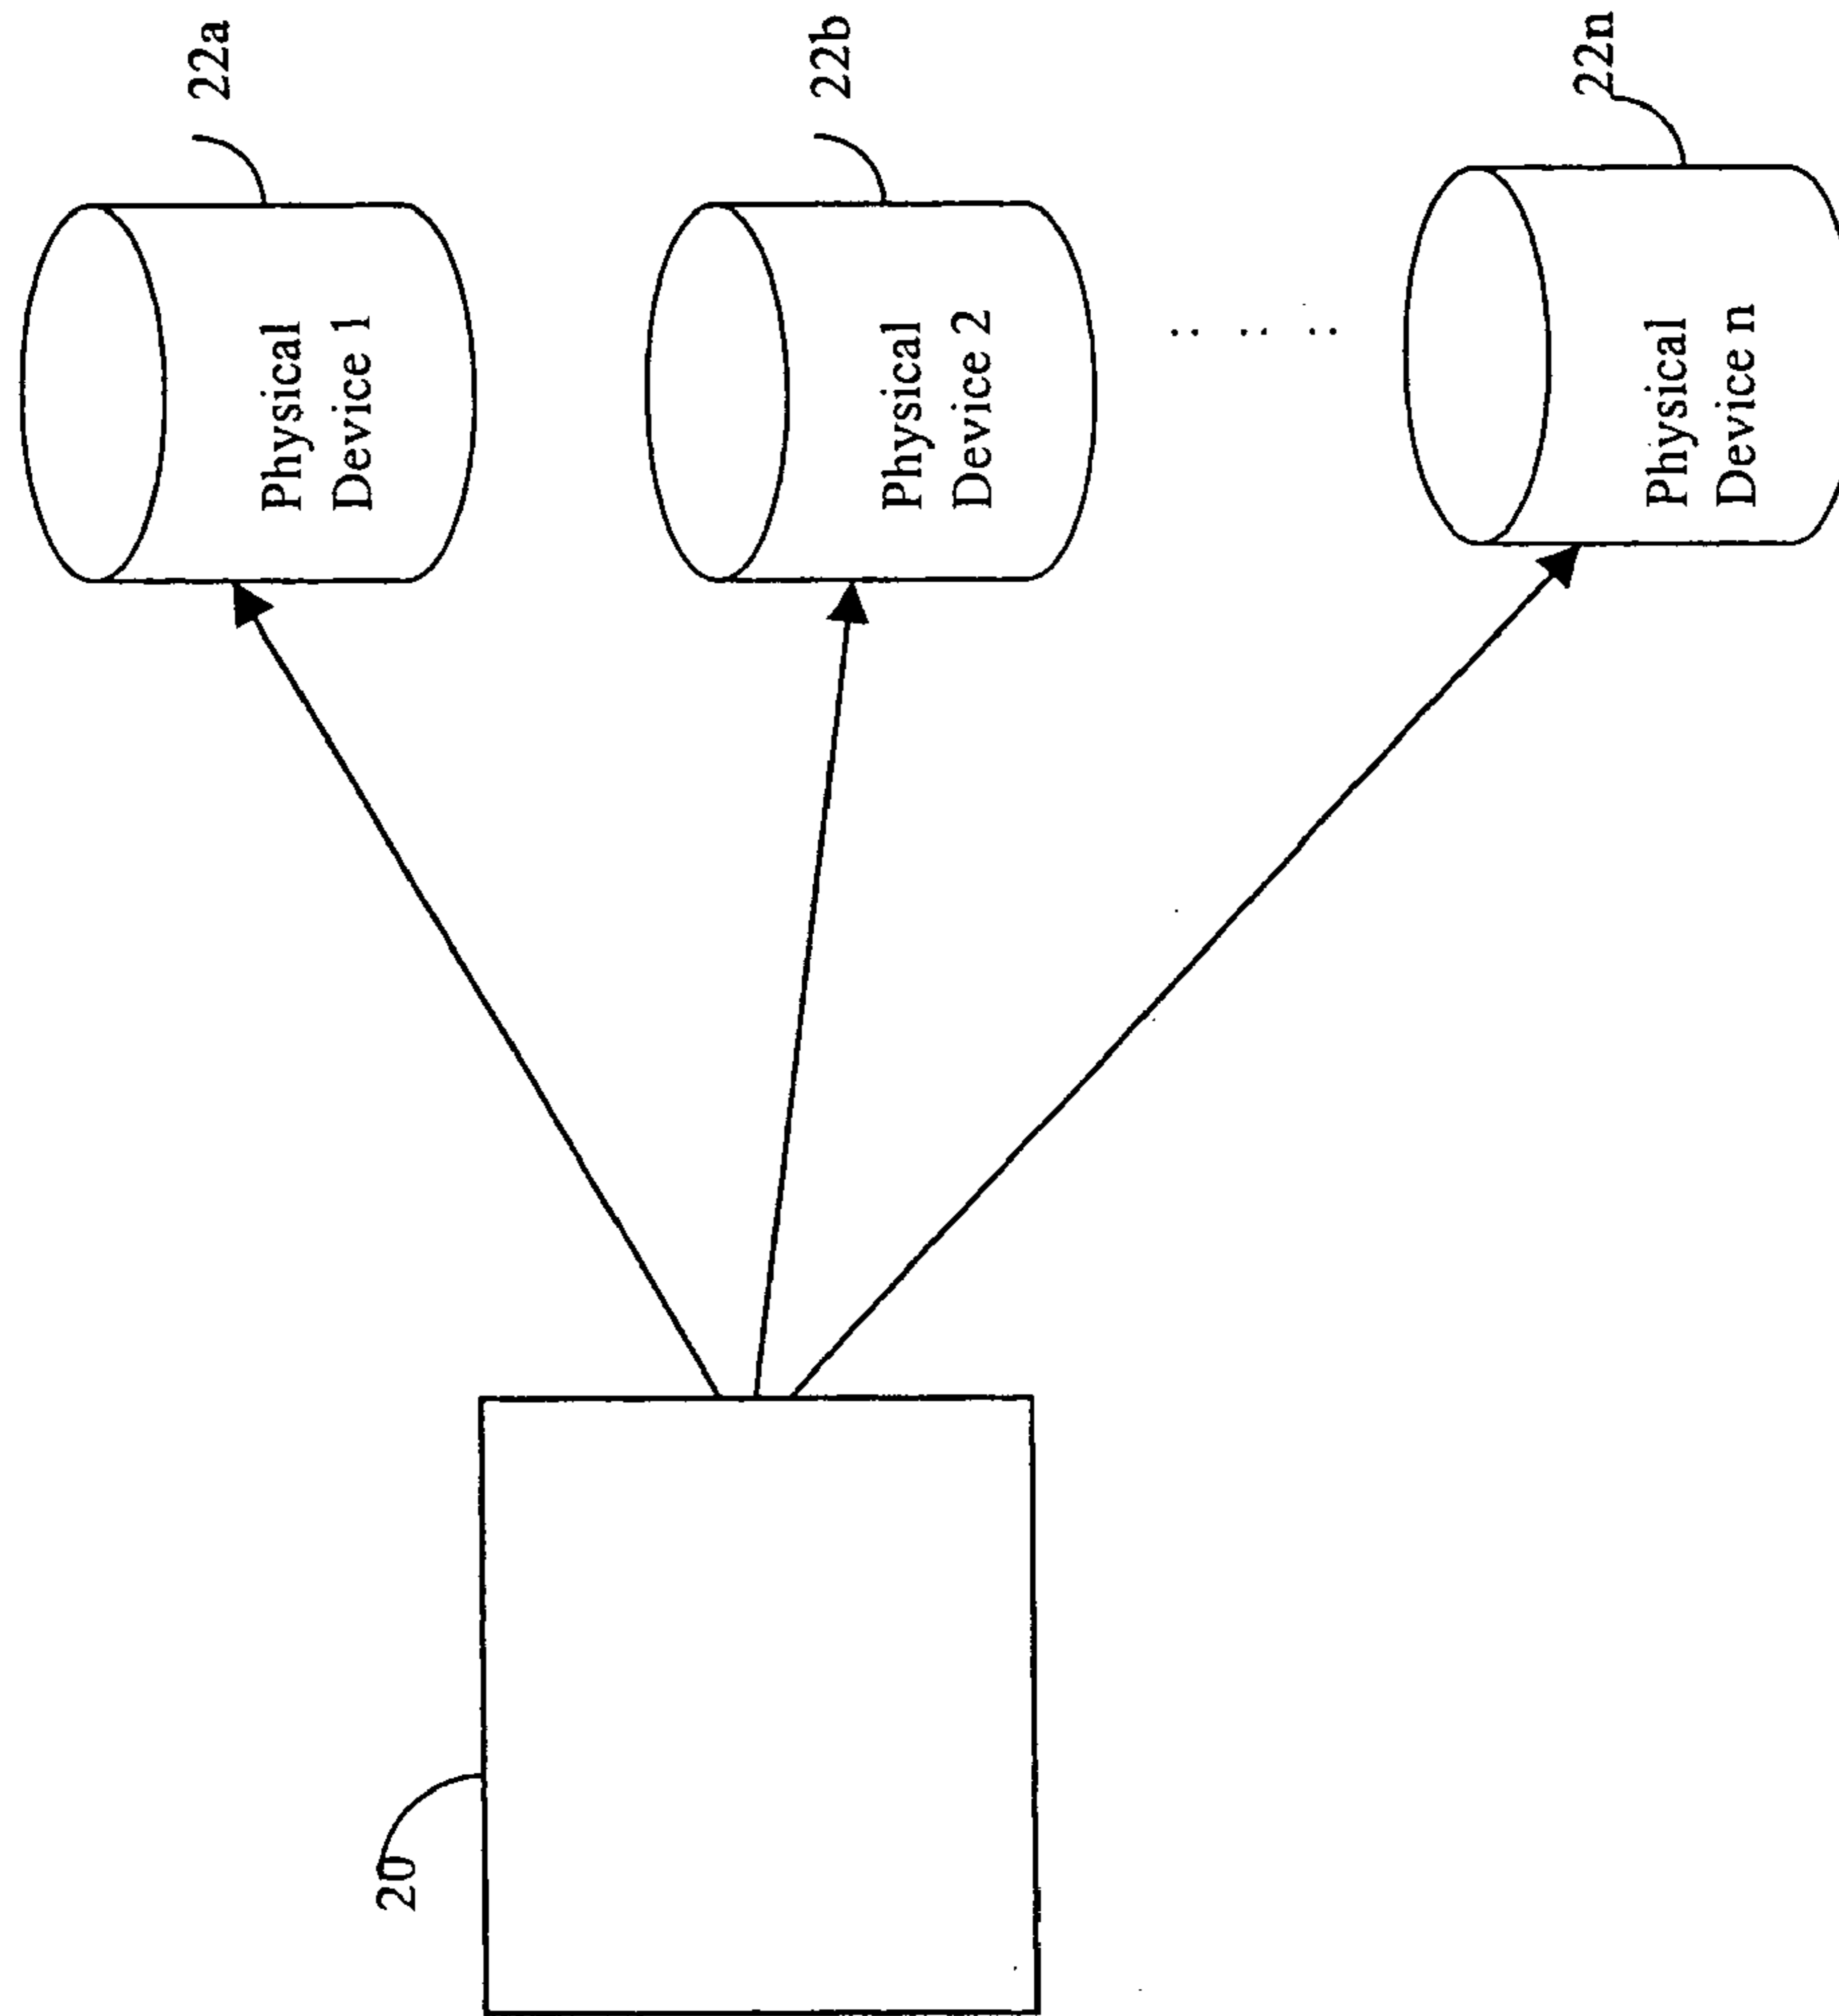 22a
Physical
Device 1
22b
Physical
Device 2
22n
Physical
Device n
20